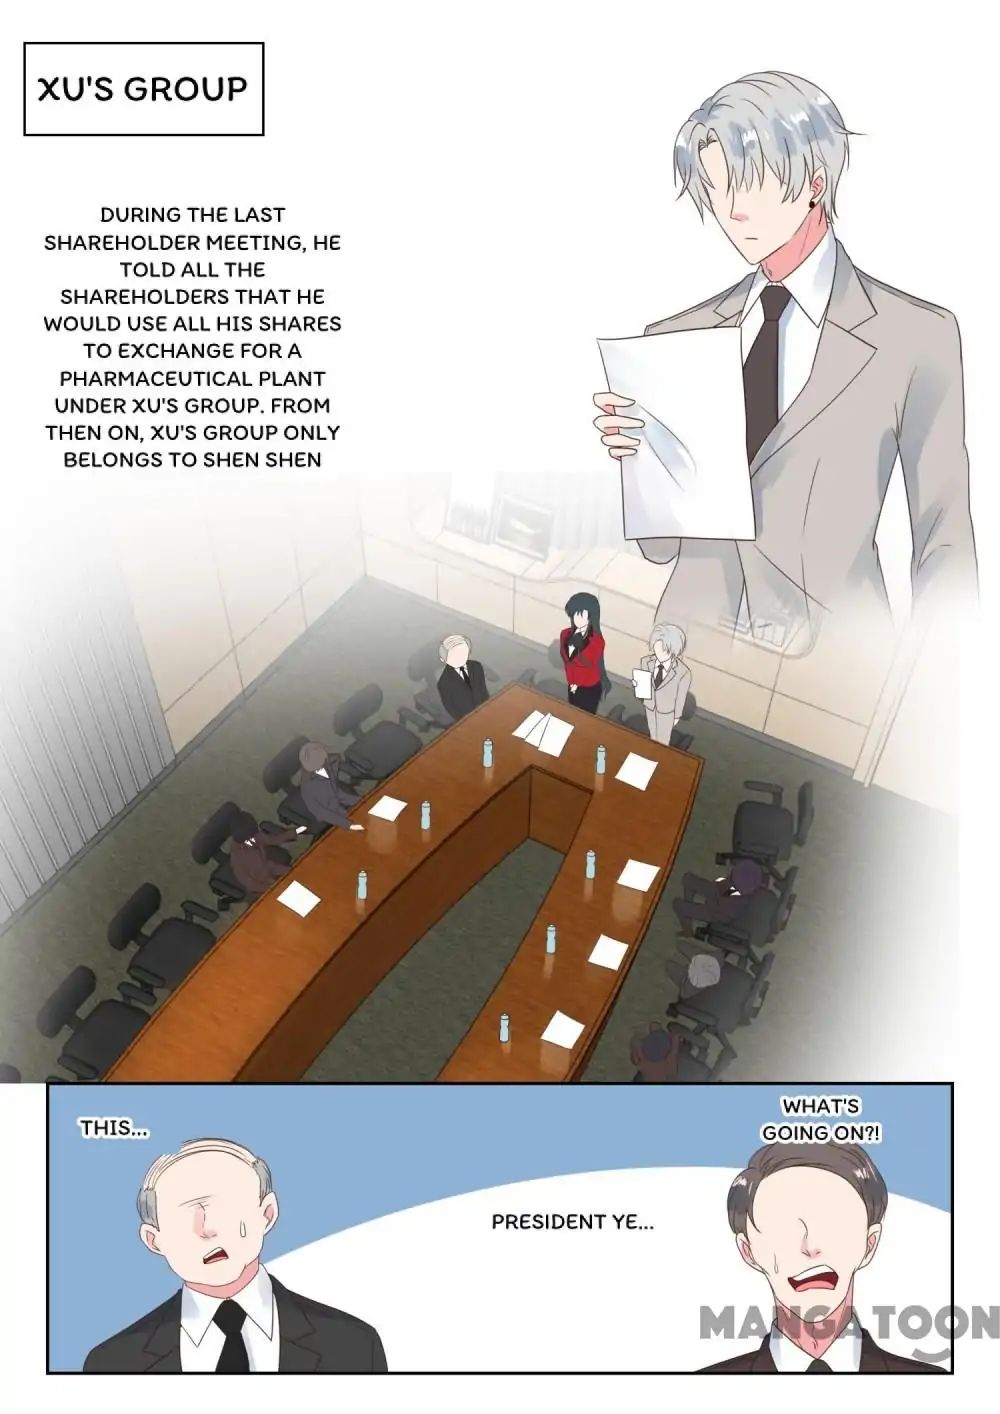 XU'S GROUP
DURING THE LAST
SHAREHOLDER MEETING, HE
TOLD ALL THE
SHAREHOLDERS THAT HE
WOULD USE ALL HIS SHARES
TO EXCHANGE FOR A
PHARMACEUTICAL PLANT
UNDER XU'S GROUP. FROM
THEN ON, XU'S GROUP ONLY
BELONGS TO SHEN SHEN
THIS...
PRESIDENT YE...
WHAT'S
GOING ON?!
MANGATOON